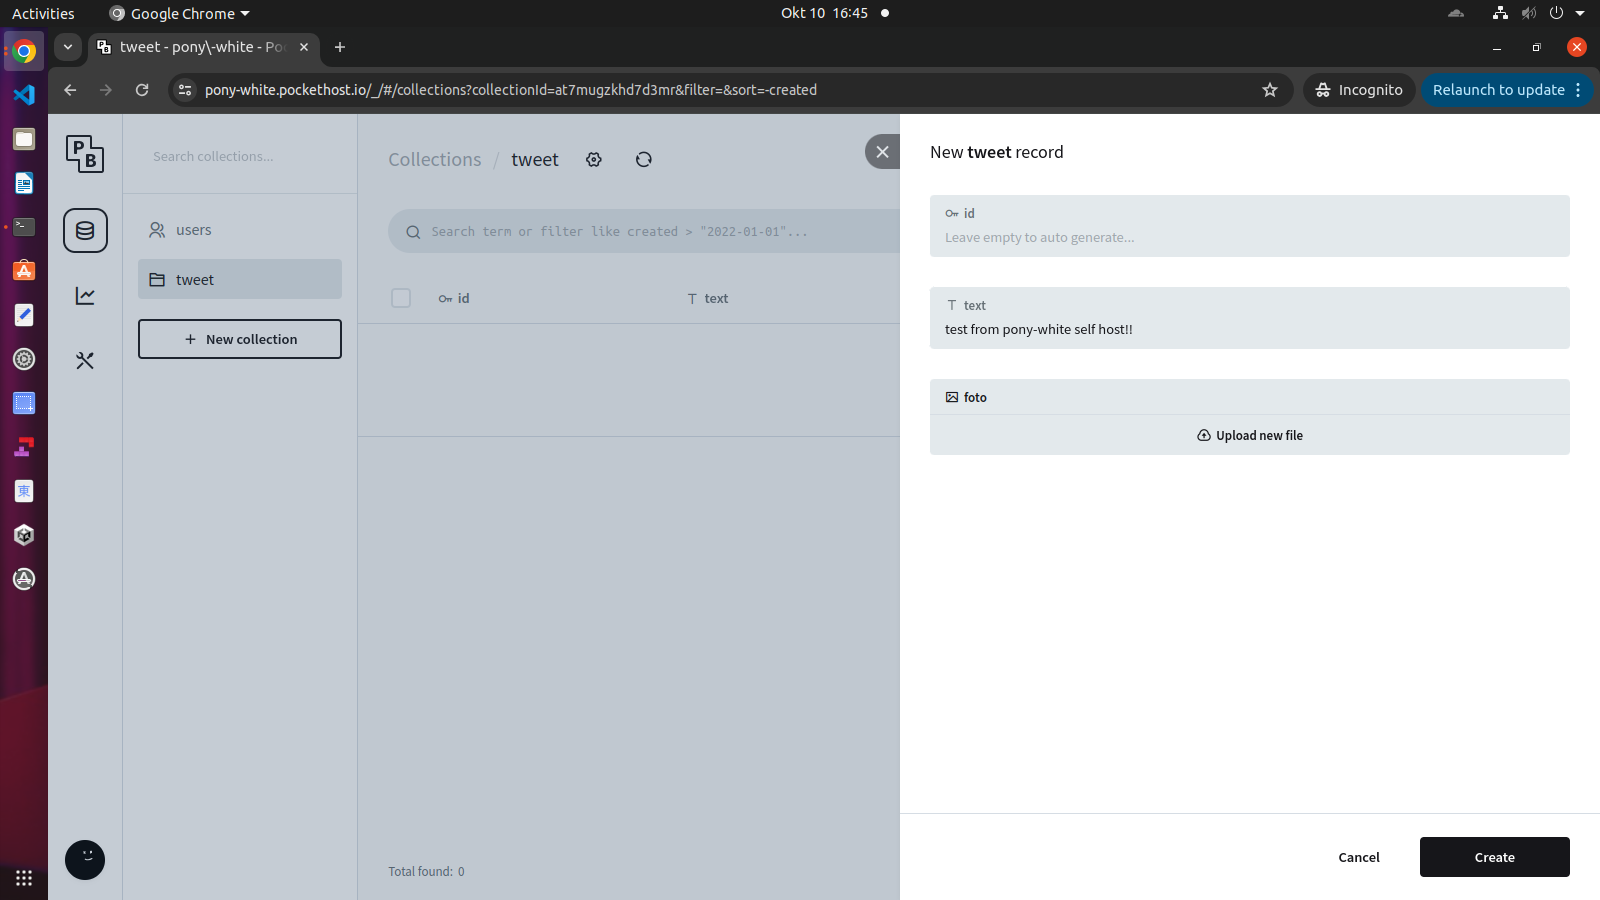 Activities
Google Chrome
Okt 10 16:45
tweet - pony\-white - Po
pony-white.pockethost.io/_/#/collections?collectionId=at7mugzkhd7d3mr&filter=&sort=-created
Incognito
Relaunch to update
P
B
Search collections...
users
tweet
New collection
Collections / tweet
Search term or filter like created > "2022-01-01"...
id
text
Total found: 0
New tweet record
id
Leave empty to auto generate...
text
test from pony-white self host!!
foto
Upload new file
Cancel
Create
東